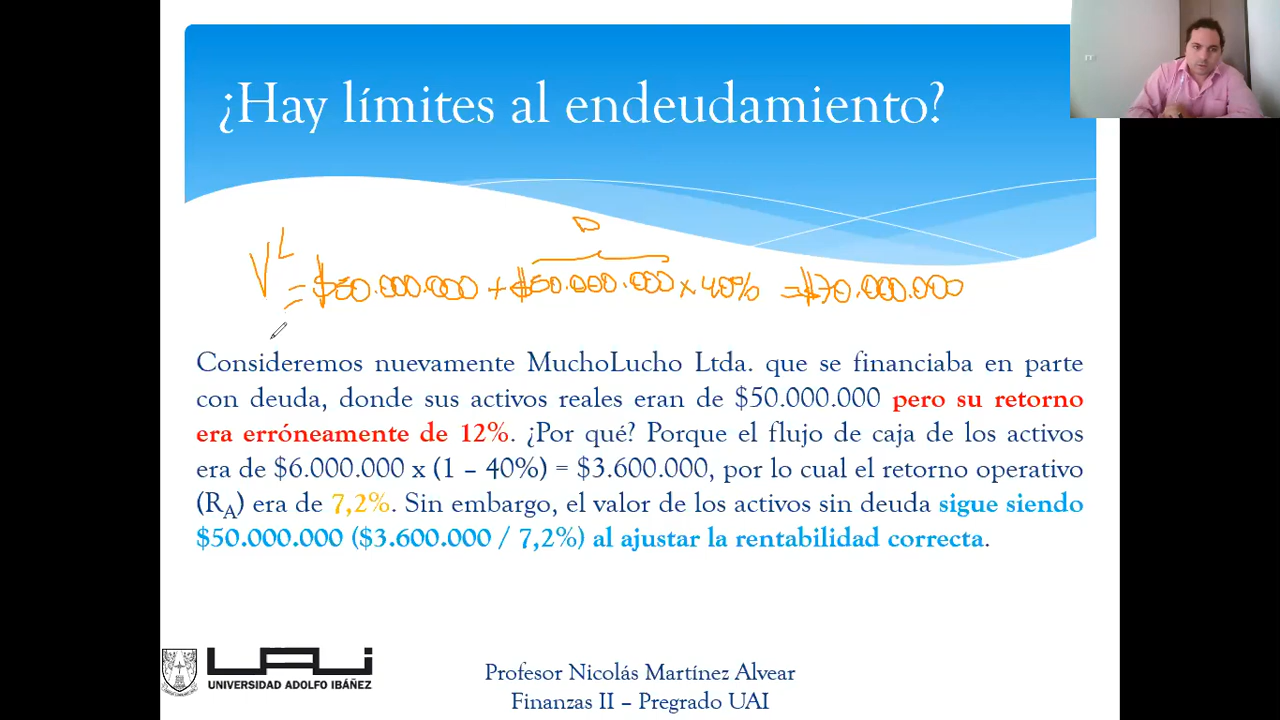 ¿Hay límites al endeudamiento?
D
V^L = $50.000.000 + $50.000.000 x 40% = $70.000.000
Consideremos nuevamente MuchoLucho Ltda. que se financiaba en parte
con deuda, donde sus activos reales eran de $50.000.000 pero su retorno
era erróneamente de 12%. ¿Por qué? Porque el flujo de caja de los activos
era de $6.000.000 x (1 – 40%) = $3.600.000, por lo cual el retorno operativo
(RA) era de 7,2%. Sin embargo, el valor de los activos sin deuda sigue siendo
$50.000.000 ($3.600.000 / 7,2%) al ajustar la rentabilidad correcta.
UAI
UNIVERSIDAD ADOLFO IBÁÑEZ
Profesor Nicolás Martínez Alvear
Finanzas II – Pregrado UAI